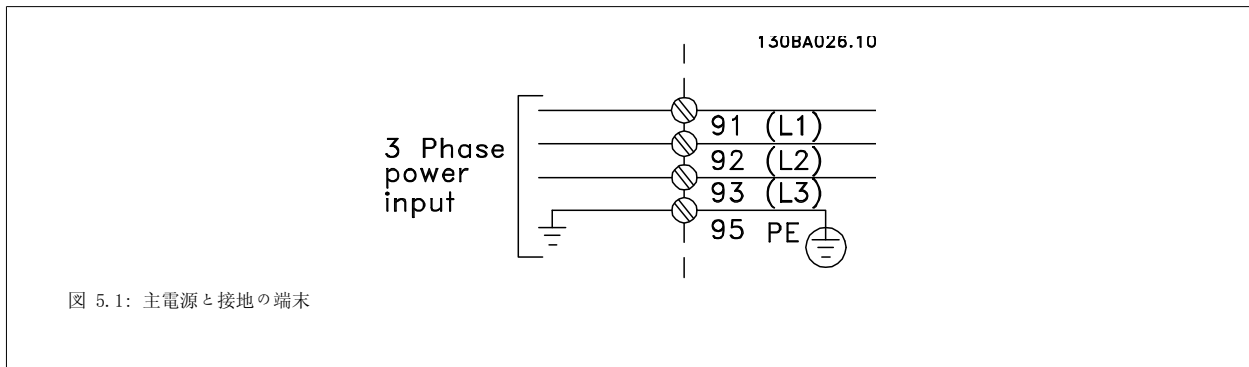 130BA026.10
3 Phase
power
input
91 (L1)
92 (L2)
93 (L3)
95 PE
図 5.1: 主電源と接地の端末